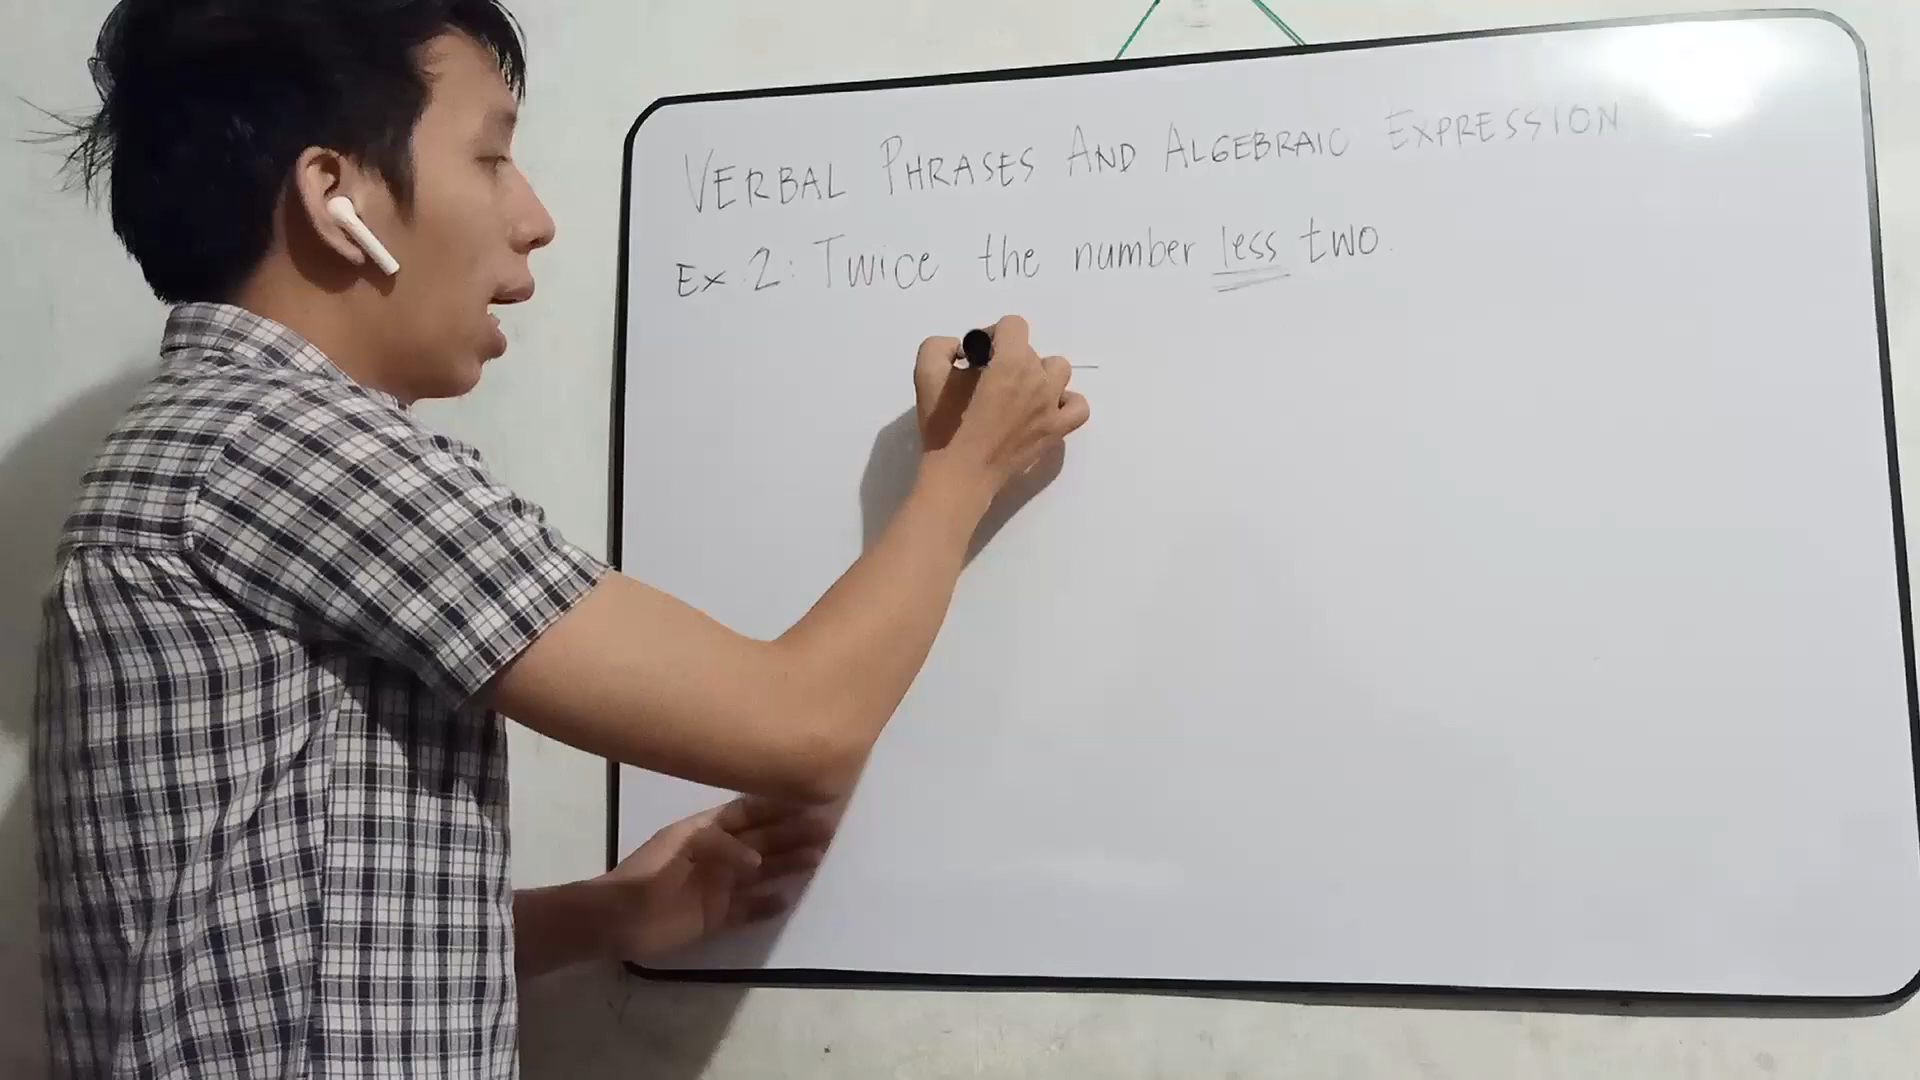 VERBAL PHRASES AND ALGEBRAIC EXPRESSION
Ex 2: Twice the number less two.